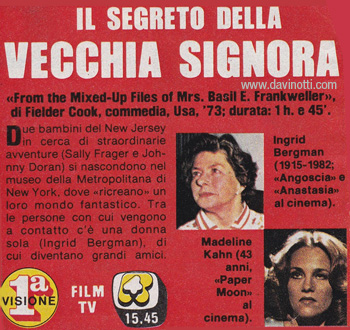 IL SEGRETO DELLA
VECCHIA SIGNORA
www.davinotti.com
«From the Mixed-Up Files of Mrs. Basil E. Frankweiler»,
di Fielder Cook, commedia, Usa, '73; durata: 1 h. e 45'.
Due bambini del New Jersey
in cerca di straordinarie
avventure (Sally Frager e Joh-
nny Doran) si nascondono nel
museo della Metropolitana di
New York, dove «ricreano» un
loro mondo fantastico. Tra
le persone con cui vengono
a contatto c'è una donna
sola (Ingrid Bergman), di
cui diventano grandi amici.
Ingrid
Bergman
(1915-1982;
«Angoscia» e
«Anastasia»
al cinema).
Madeline
Kahn (43
anni,
«Paper
Moon»
al
cinema).
1a
VISIONE
FILM
TV
15,45